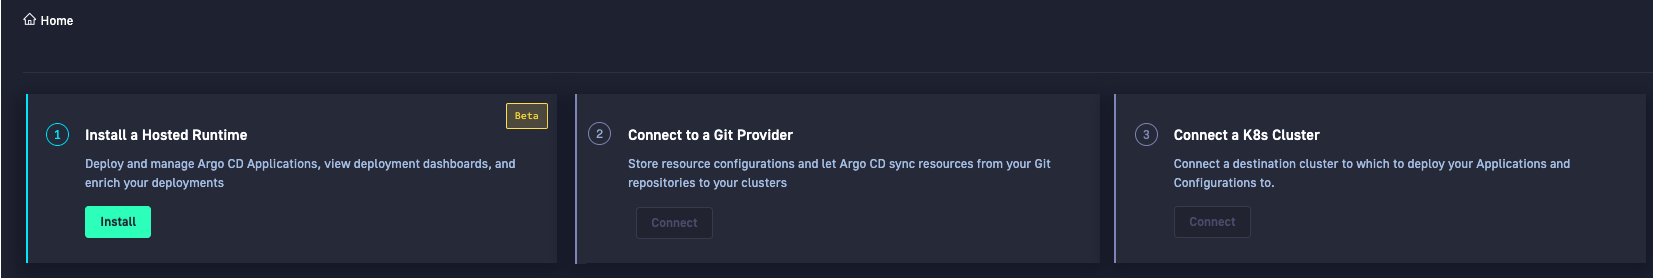 Home
Beta
1
Install a Hosted Runtime
Deploy and manage Argo CD Applications, view deployment dashboards, and
enrich your deployments
Install
2
Connect to a Git Provider
Store resource configurations and let Argo CD sync resources from your Git
repositories to your clusters
Connect
3
Connect a K8s Cluster
Connect a destination cluster to which to deploy your Applications and
Configurations to.
Connect